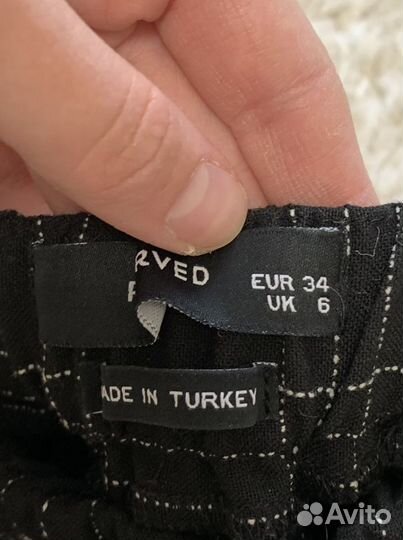 RVED
EUR 34
UK 6
ADE IN TURKEY
Avito